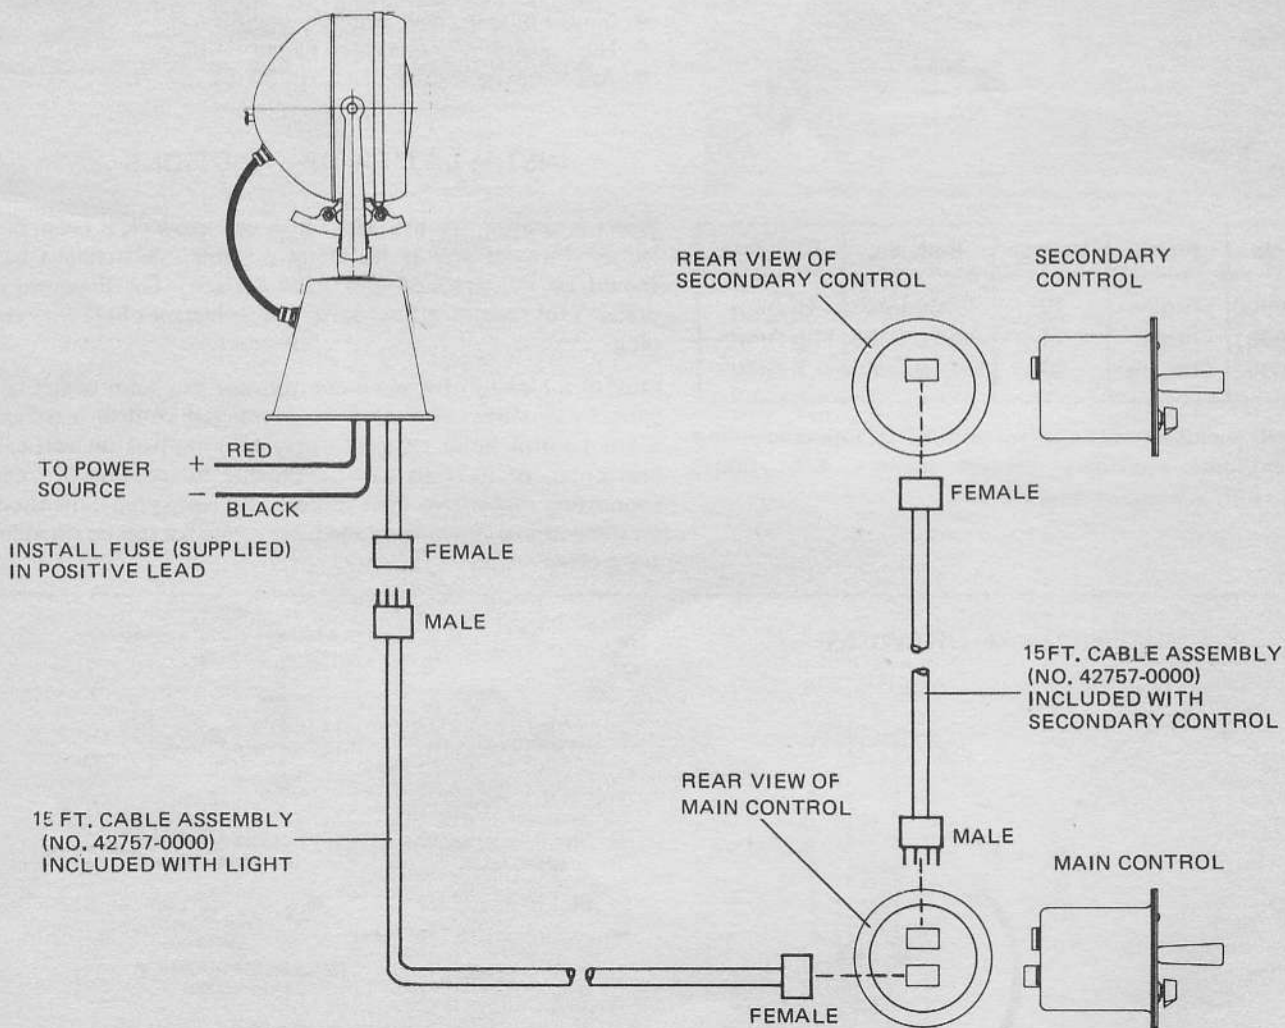 REAR VIEW OF
SECONDARY CONTROL
SECONDARY
CONTROL
TO POWER
SOURCE
+
RED
−
BLACK
INSTALL FUSE (SUPPLIED)
IN POSITIVE LEAD
FEMALE
MALE
FEMALE
15 FT. CABLE ASSEMBLY
(NO. 42757-0000)
INCLUDED WITH
SECONDARY CONTROL
15 FT. CABLE ASSEMBLY
(NO. 42757-0000)
INCLUDED WITH LIGHT
REAR VIEW OF
MAIN CONTROL
MALE
MAIN CONTROL
FEMALE